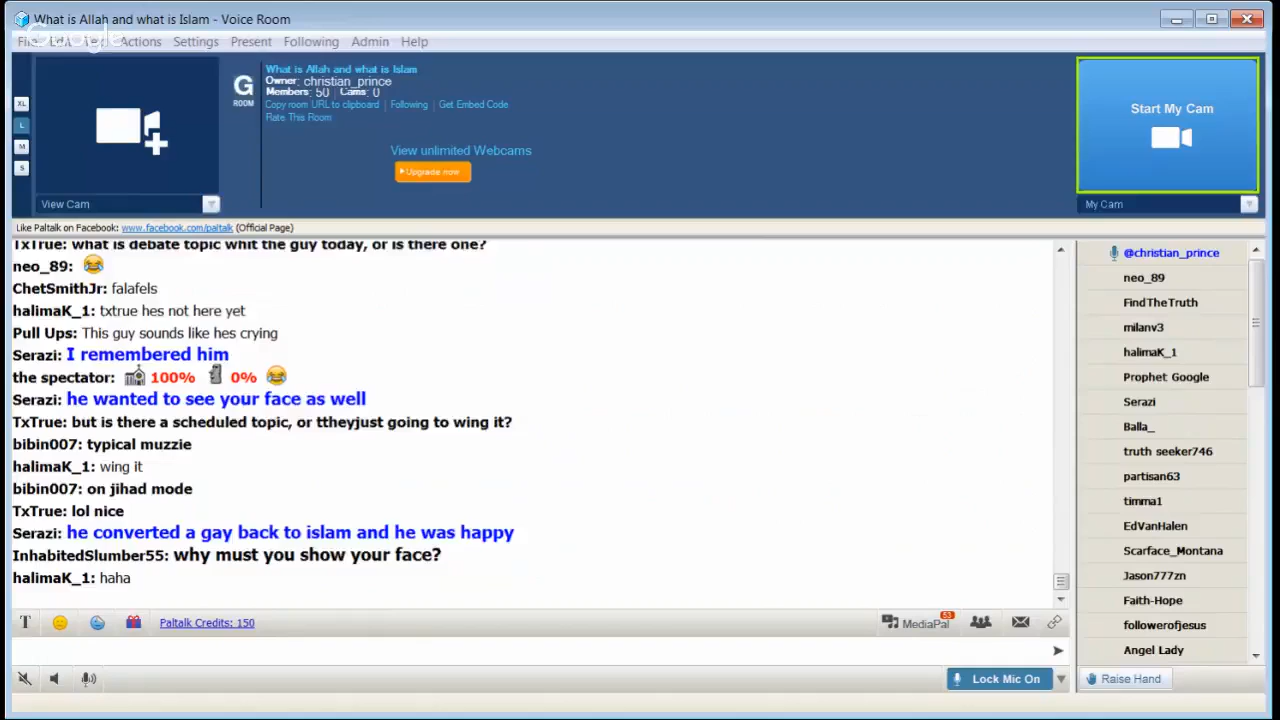 What is Allah and what is Islam - Voice Room
Google
Actions Settings Present Following Admin Help
What is Allah and what is Islam
Owner: christian_prince
Members: 50 | Cams: 0
Copy room URL to clipboard | Following | Get Embed Code
Rate This Room
G
ROOM
View unlimited Webcams
Upgrade now
XL
L
M
S
View Cam
Start My Cam
My Cam
Like Paltalk on Facebook: www.facebook.com/paltalk (Official Page)
TxTrue: what is debate topic whit the guy today, or is there one?
neo_89: 😂
ChetSmithJr: falafels
halimaK_1: txtrue hes not here yet
Pull Ups: This guy sounds like hes crying
Serazi: I remembered him
the spectator: 100% 0% 😂
Serazi: he wanted to see your face as well
TxTrue: but is there a scheduled topic, or ttheyjust going to wing it?
bibin007: typical muzzie
halimaK_1: wing it
bibin007: on jihad mode
TxTrue: lol nice
Serazi: he converted a gay back to islam and he was happy
InhabitedSlumber55: why must you show your face?
halimaK_1: haha
@christian_prince
neo_89
FindTheTruth
milanv3
halimaK_1
Prophet Google
Serazi
Balla_
truth seeker746
partisan63
timma1
EdVanHalen
Scarface_Montana
Jason777zn
Faith-Hope
followerofjesus
Angel Lady
T
Paltalk Credits: 150
MediaPal
53
Lock Mic On
Raise Hand